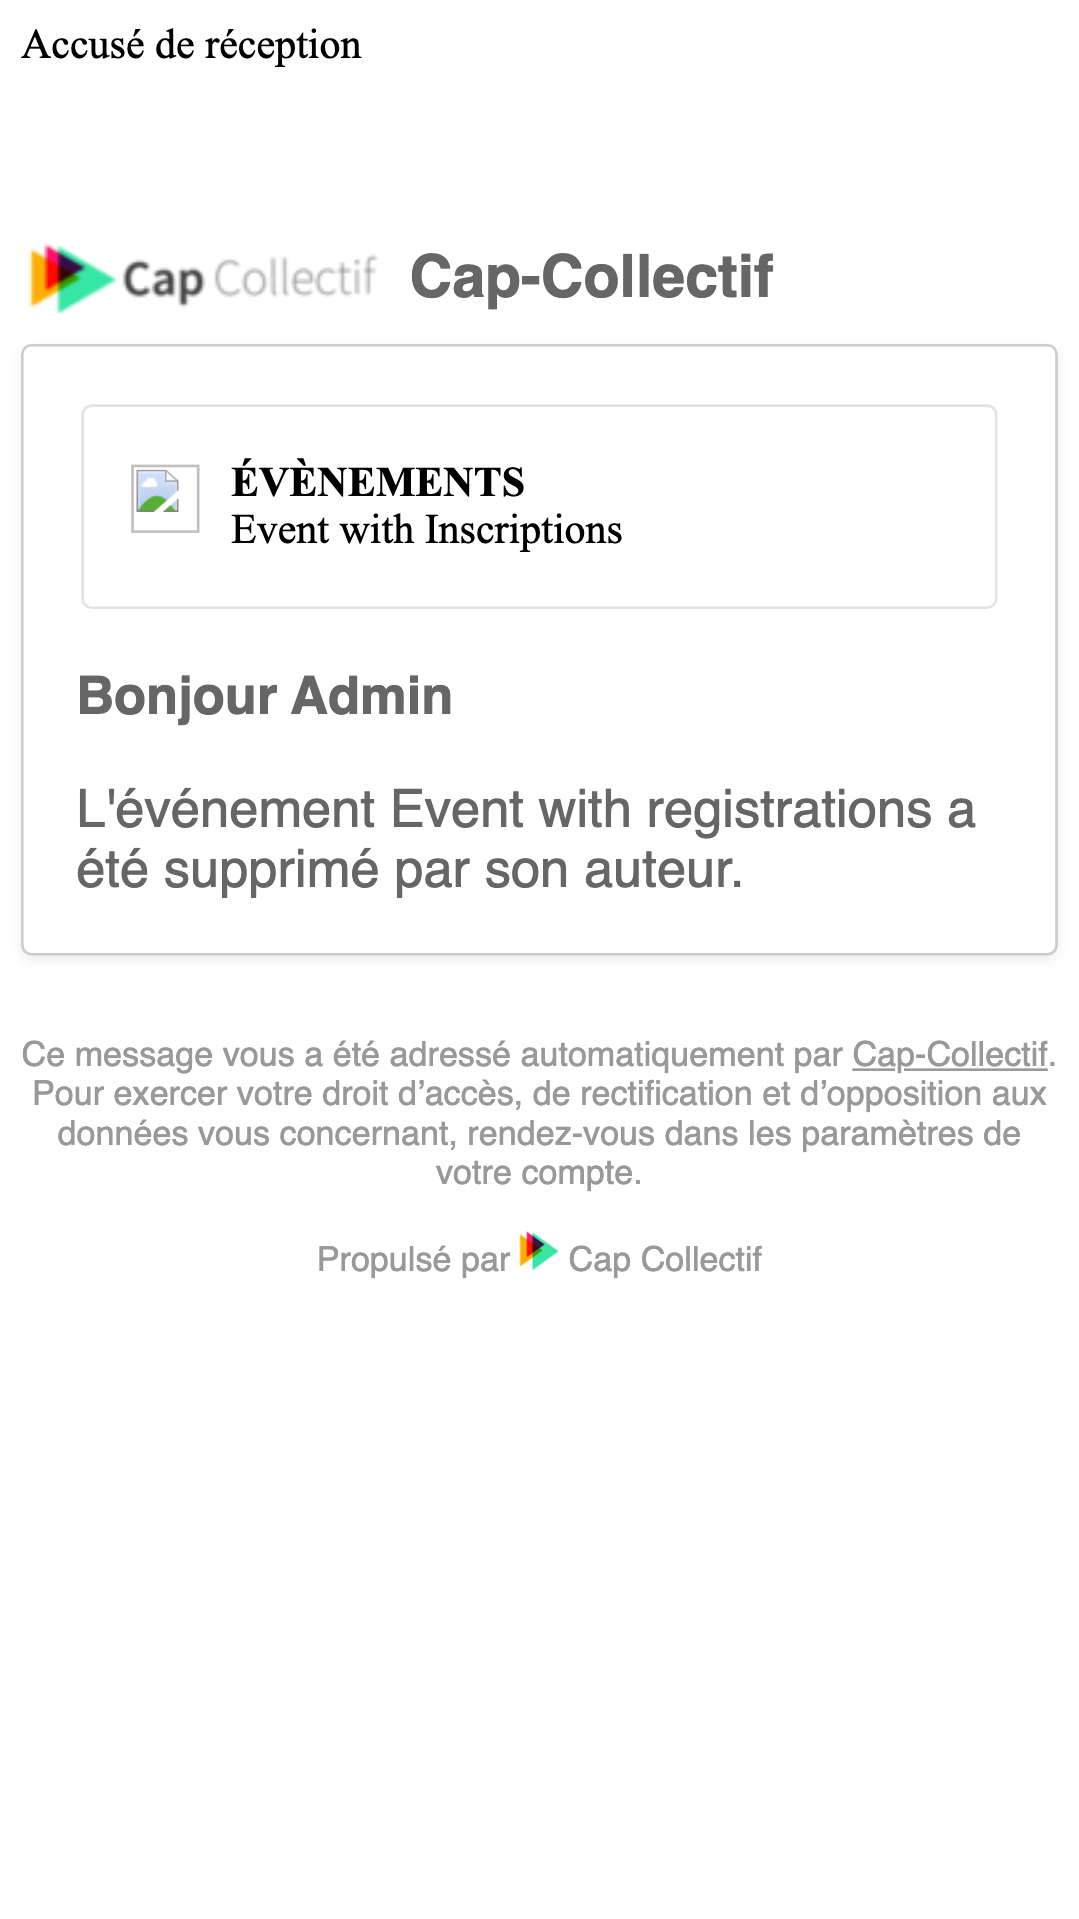 Accusé de réception
Cap Collectif Cap-Collectif
ÉVÈNEMENTS
Event with Inscriptions
Bonjour Admin
L'événement Event with registrations a
été supprimé par son auteur.
Ce message vous a été adressé automatiquement par Cap-Collectif.
Pour exercer votre droit d’accès, de rectification et d’opposition aux
données vous concernant, rendez-vous dans les paramètres de
votre compte.
Propulsé par Cap Collectif